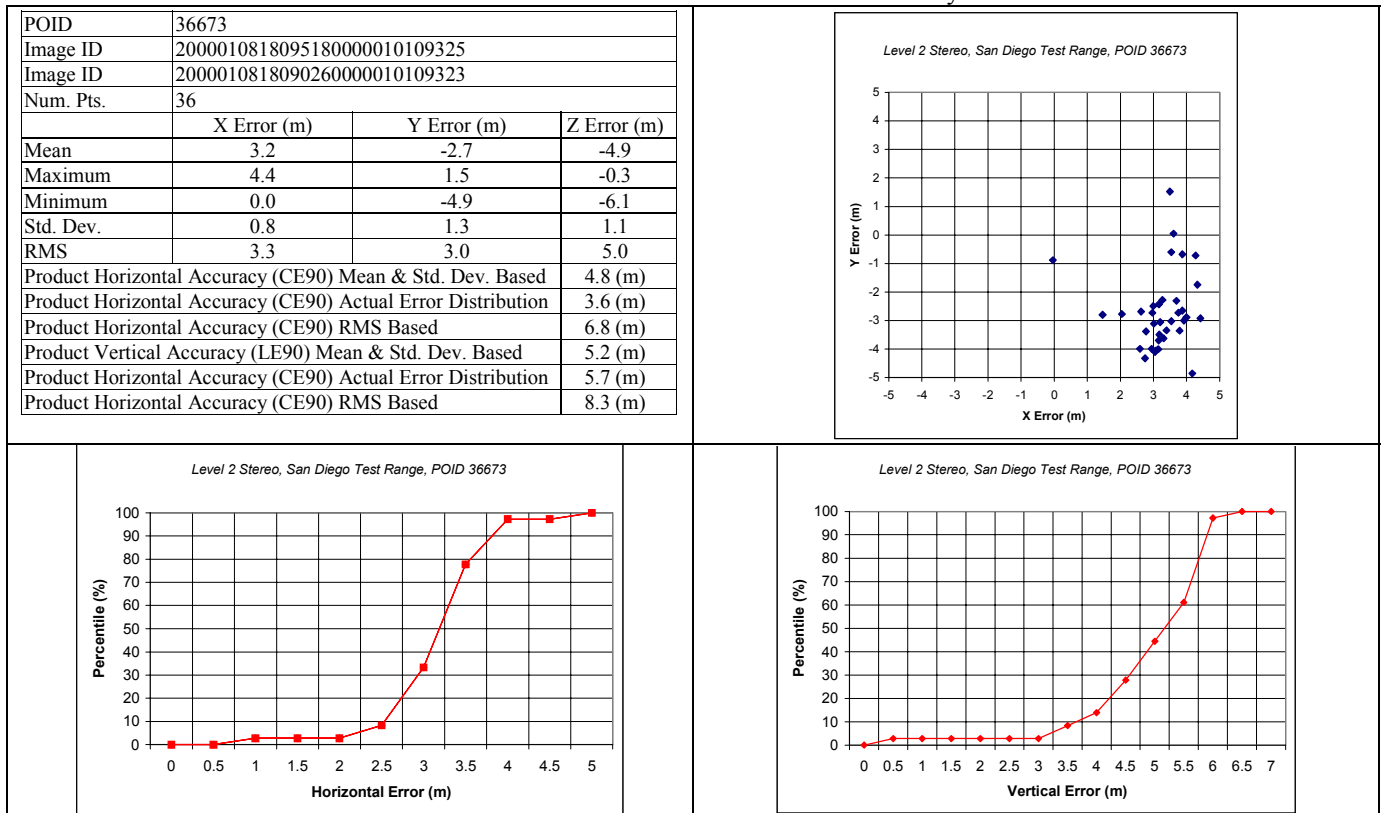 POID 36673
Image ID 2000010818095180000010109325
Image ID 2000010818090260000010109323
Num. Pts. 36
X Error (m) Y Error (m) Z Error (m)
Mean 3.2 -2.7 -4.9
Maximum 4.4 1.5 -0.3
Minimum 0.0 -4.9 -6.1
Std. Dev. 0.8 1.3 1.1
RMS 3.3 3.0 5.0
Product Horizontal Accuracy (CE90) Mean & Std. Dev. Based 4.8 (m)
Product Horizontal Accuracy (CE90) Actual Error Distribution 3.6 (m)
Product Horizontal Accuracy (CE90) RMS Based 6.8 (m)
Product Vertical Accuracy (LE90) Mean & Std. Dev. Based 5.2 (m)
Product Horizontal Accuracy (CE90) Actual Error Distribution 5.7 (m)
Product Horizontal Accuracy (CE90) RMS Based 8.3 (m)
Level 2 Stereo, San Diego Test Range, POID 36673
5
4
3
2
1
0
-1
-2
-3
-4
-5
Y Error (m)
-5 -4 -3 -2 -1 0 1 2 3 4 5
X Error (m)
Level 2 Stereo, San Diego Test Range, POID 36673
100
90
80
70
60
50
40
30
20
10
0
Percentile (%)
0 0.5 1 1.5 2 2.5 3 3.5 4 4.5 5
Horizontal Error (m)
Level 2 Stereo, San Diego Test Range, POID 36673
100
90
80
70
60
50
40
30
20
10
0
Percentile (%)
0 0.5 1 1.5 2 2.5 3 3.5 4 4.5 5 5.5 6 6.5 7
Vertical Error (m)